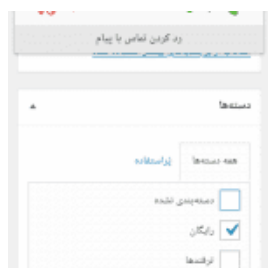 رد کردن تماس با پیام
دسته‌ها
همه دسته‌ها
پراستفاده
دسته‌بندی نشده
رایگان
ترفندها